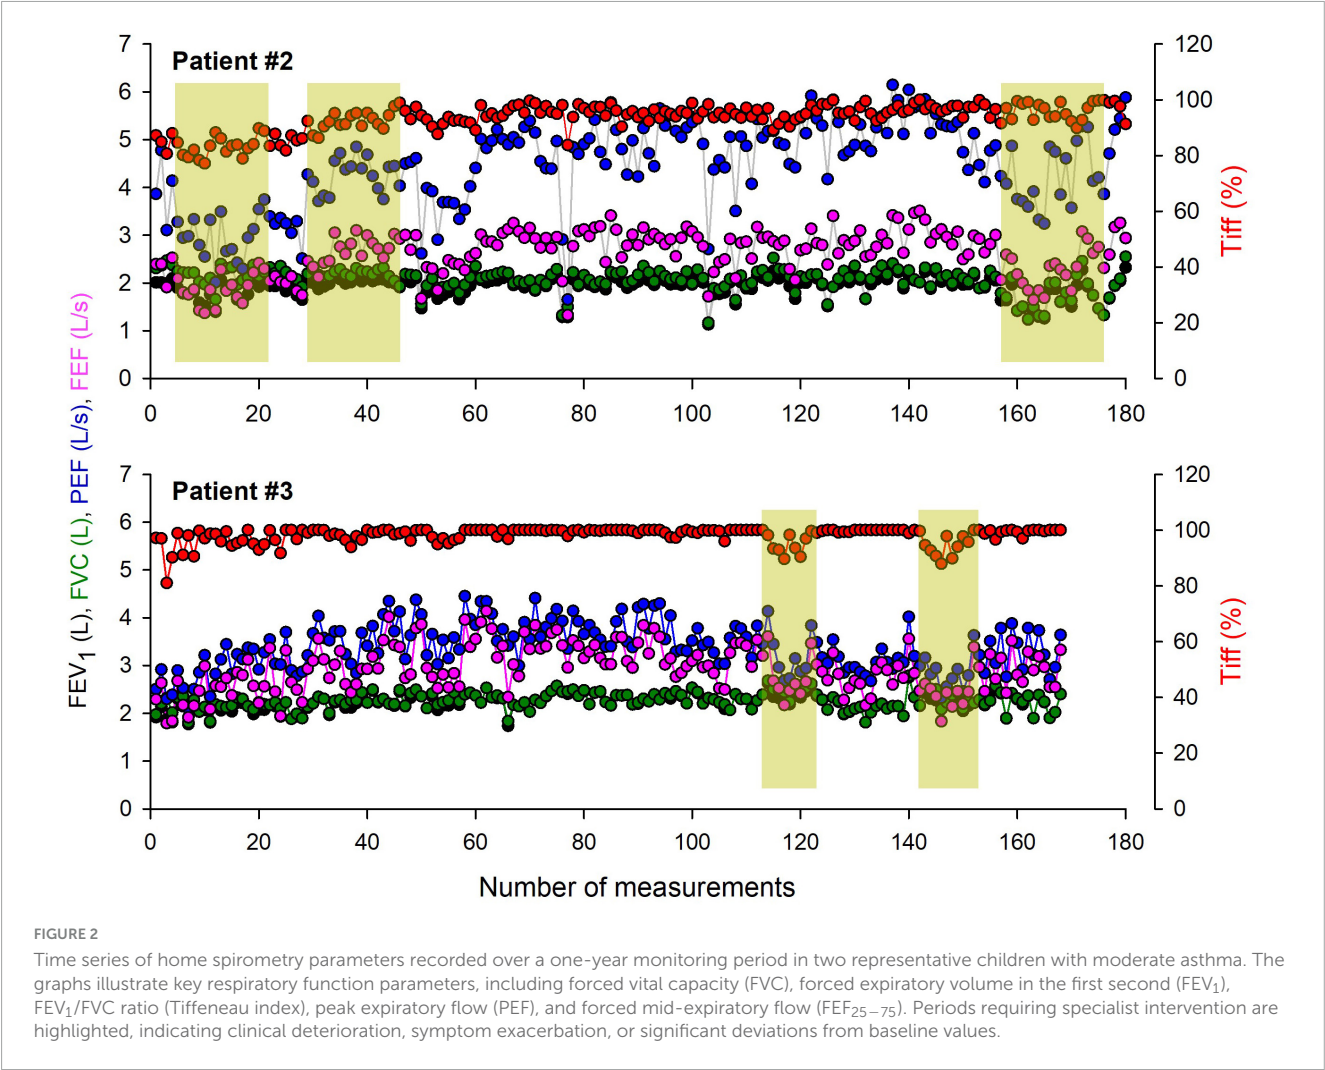 Patient #2
7
6
5
4
3
2
1
0
120
100
80
60
40
20
0
Tiff (%)
0 20 40 60 80 100 120 140 160 180
FEV1 (L), FVC (L), PEF (L/s), FEF (L/s)
Patient #3
7
6
5
4
3
2
1
0
120
100
80
60
40
20
0
Tiff (%)
0 20 40 60 80 100 120 140 160 180
Number of measurements
FIGURE 2
Time series of home spirometry parameters recorded over a one-year monitoring period in two representative children with moderate asthma. The
graphs illustrate key respiratory function parameters, including forced vital capacity (FVC), forced expiratory volume in the first second (FEV1),
FEV1/FVC ratio (Tiffeneau index), peak expiratory flow (PEF), and forced mid-expiratory flow (FEF25−75). Periods requiring specialist intervention are
highlighted, indicating clinical deterioration, symptom exacerbation, or significant deviations from baseline values.